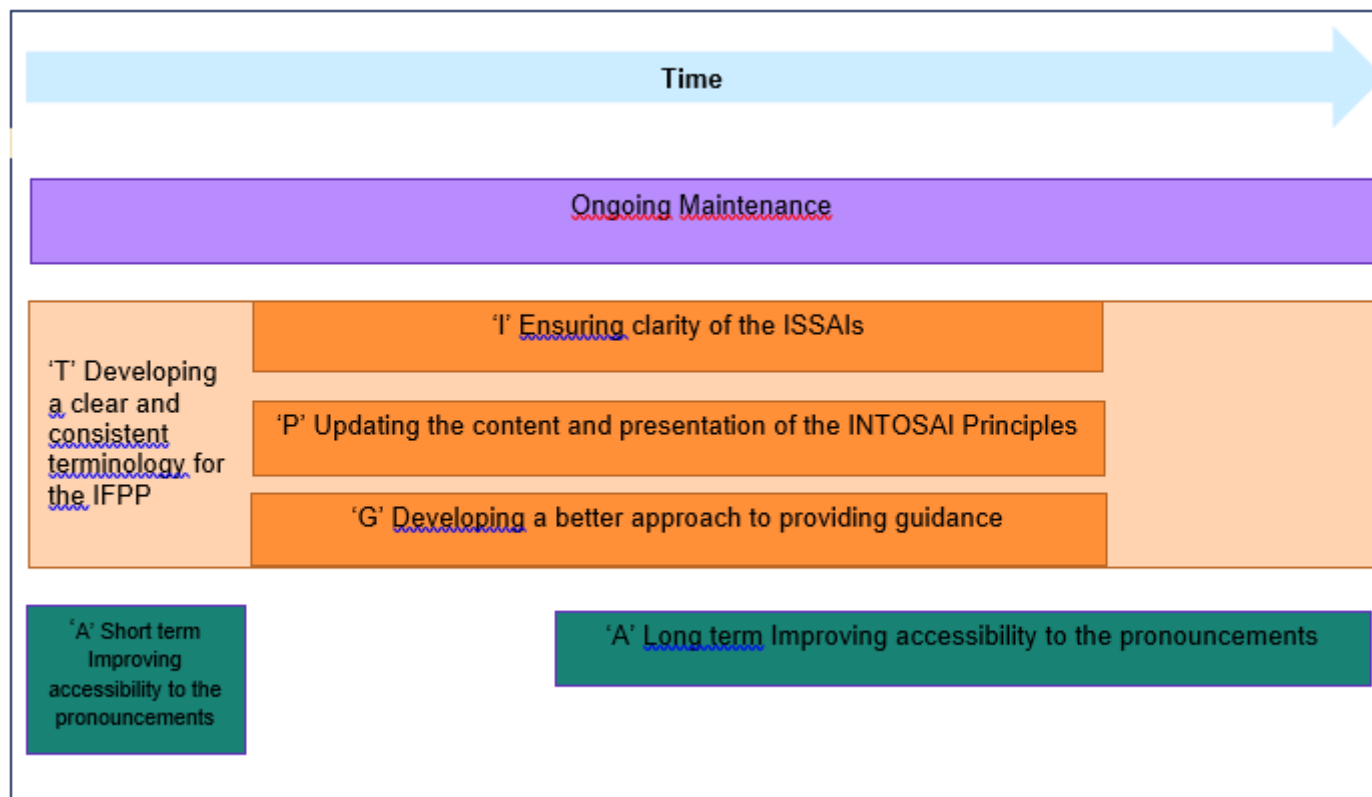 Time
Ongoing Maintenance
‘T’ Developing
a clear and
consistent
terminology for
the IFPP
‘I’ Ensuring clarity of the ISSAIs
‘P’ Updating the content and presentation of the INTOSAI Principles
‘G’ Developing a better approach to providing guidance
‘A’ Short term
Improving
accessibility to the
pronouncements
‘A’ Long term Improving accessibility to the pronouncements